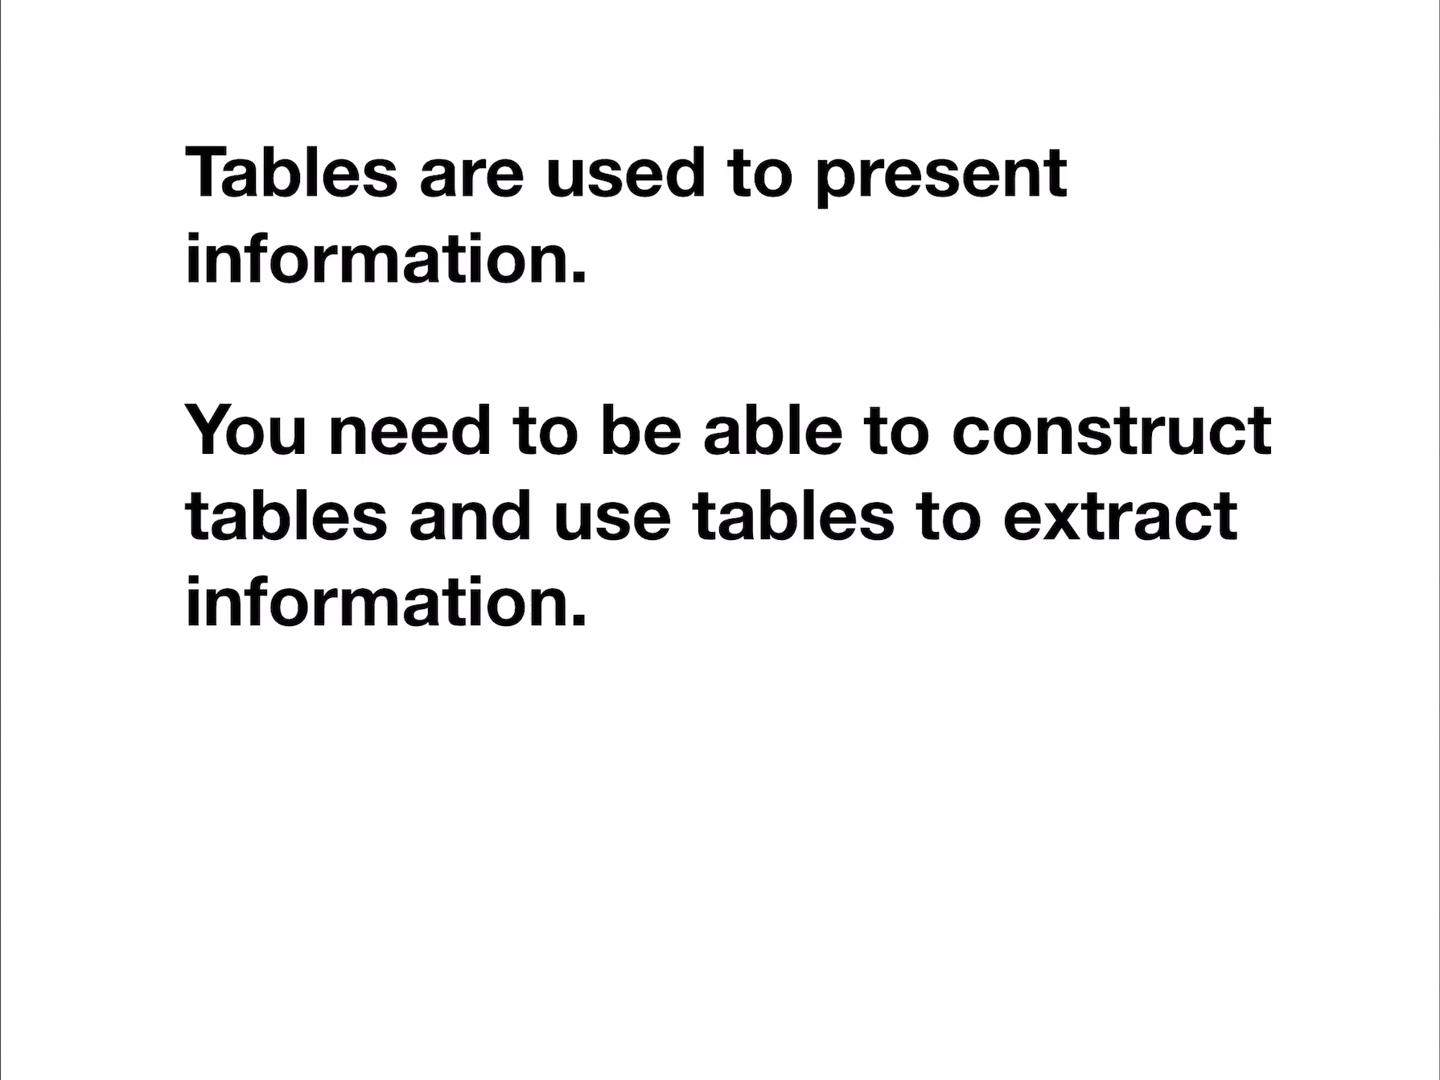 Tables are used to present
information.
You need to be able to construct
tables and use tables to extract
information.